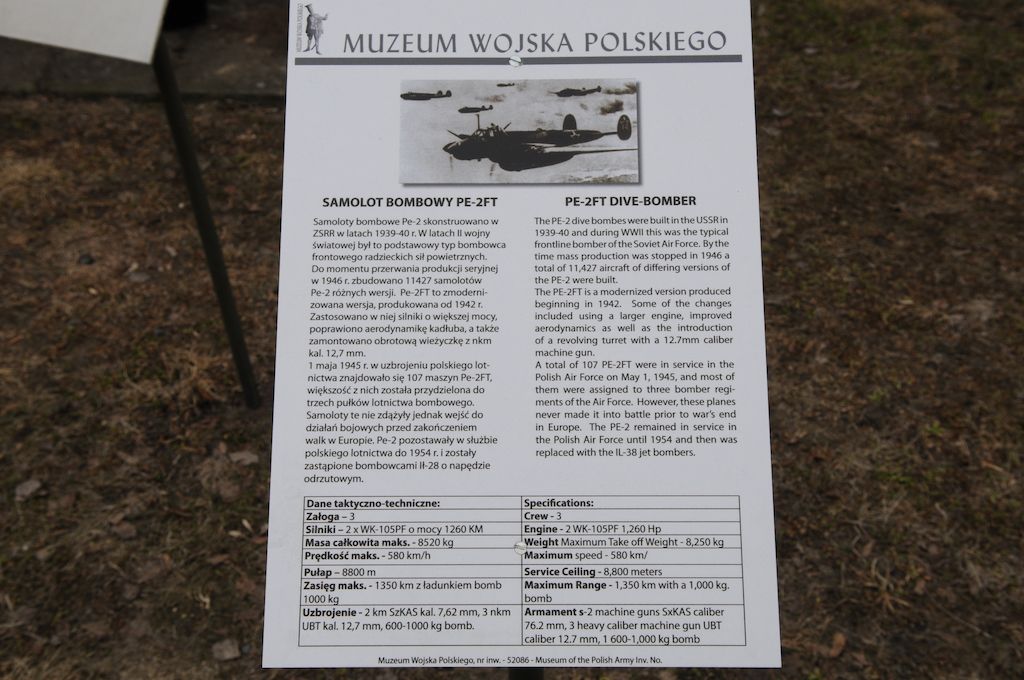 MUZEUM WOJSKA POLSKIEGO
SAMOLOT BOMBOWY PE-2FT
Samoloty bombowe Pe-2 skonstruowano w
ZSRR w latach 1939-40 r. W latach II wojny
światowej był to podstawowy typ bombowca
frontowego radzieckich sił powietrznych.
Do momentu przerwania produkcji seryjnej
w 1946 r. zbudowano 11427 samolotów
Pe-2 różnych wersji. Pe-2FT to zmoderni-
zowana wersja, produkowana od 1942 r.
Zastosowano w niej silniki o większej mocy,
poprawiono aerodynamikę kadłuba, a także
zamontowano obrotową wieżyczkę z nkm
kal. 12,7 mm.
1 maja 1945 r. w uzbrojeniu polskiego lot-
nictwa znajdowało się 107 maszyn Pe-2FT,
większość z nich została przydzielona do
trzech pułków lotnictwa bombowego.
Samoloty te nie zdążyły jednak wejść do
działań bojowych przed zakończeniem
walk w Europie. Pe-2 pozostawały w służbie
polskiego lotnictwa do 1954 r. i zostały
zastąpione bombowcami Ił-28 o napędzie
odrzutowym.
PE-2FT DIVE-BOMBER
The PE-2 dive bombes were built in the USSR in
1939-40 and during WWII this was the typical
frontline bomber of the Soviet Air Force. By the
time mass production was stopped in 1946 a
total of 11,427 aircraft of differing versions of
the PE-2 were built.
The PE-2FT is a modernized version produced
beginning in 1942. Some of the changes
included using a larger engine, improved
aerodynamics as well as the introduction
of a revolving turret with a 12.7mm caliber
machine gun.
A total of 107 PE-2FT were in service in the
Polish Air Force on May 1, 1945, and most of
them were assigned to three bomber regi-
ments of the Air Force. However, these planes
never made it into battle prior to war's end
in Europe. The PE-2 remained in service in
the Polish Air Force until 1954 and then was
replaced with the IL-38 jet bombers.
Dane taktyczno-techniczne:
Załoga – 3
Silniki – 2 x WK-105PF o mocy 1260 KM
Masa całkowita maks. - 8520 kg
Prędkość maks. - 580 km/h
Pułap – 8800 m
Zasięg maks. - 1350 km z ładunkiem bomb
1000 kg
Uzbrojenie - 2 km SzKAS kal. 7,62 mm, 3 nkm
UBT kal. 12,7 mm, 600-1000 kg bomb.
Specifications:
Crew - 3
Engine - 2 WK-105PF 1,260 Hp
Weight Maximum Take off Weight - 8,250 kg
Maximum speed - 580 km/
Service Ceiling - 8,800 meters
Maximum Range - 1,350 km with a 1,000 kg.
bomb
Armament s-2 machine guns SxKAS caliber
76.2 mm, 3 heavy caliber machine gun UBT
caliber 12.7 mm, 1 600-1,000 kg bomb
Muzeum Wojska Polskiego, nr inw. - 52086 - Museum of the Polish Army Inv. No.